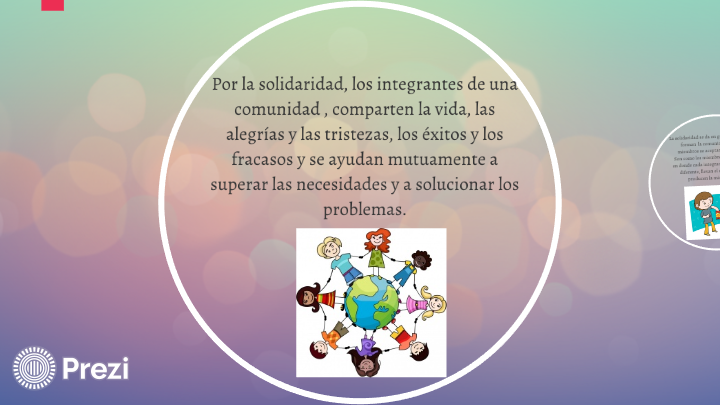 Por la solidaridad, los integrantes de una
comunidad , comparten la vida, las
alegrías y las tristezas, los éxitos y los
fracasos y se ayudan mutuamente a
superar las necesidades y a solucionar los
problemas.
Prezi